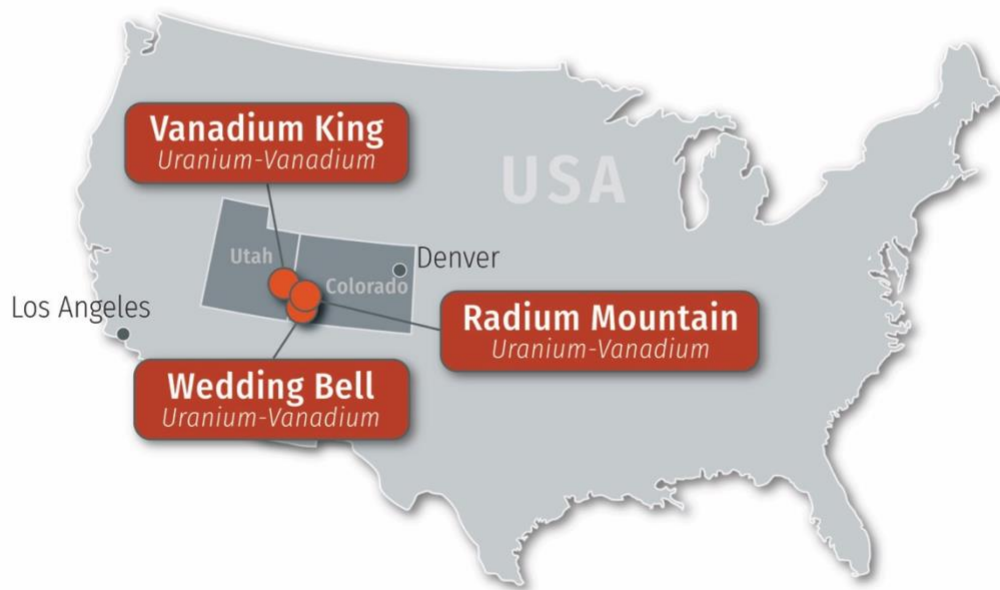 Vanadium King
Uranium-Vanadium
USA
Utah
Denver
Colorado
Los Angeles
Radium Mountain
Uranium-Vanadium
Wedding Bell
Uranium-Vanadium